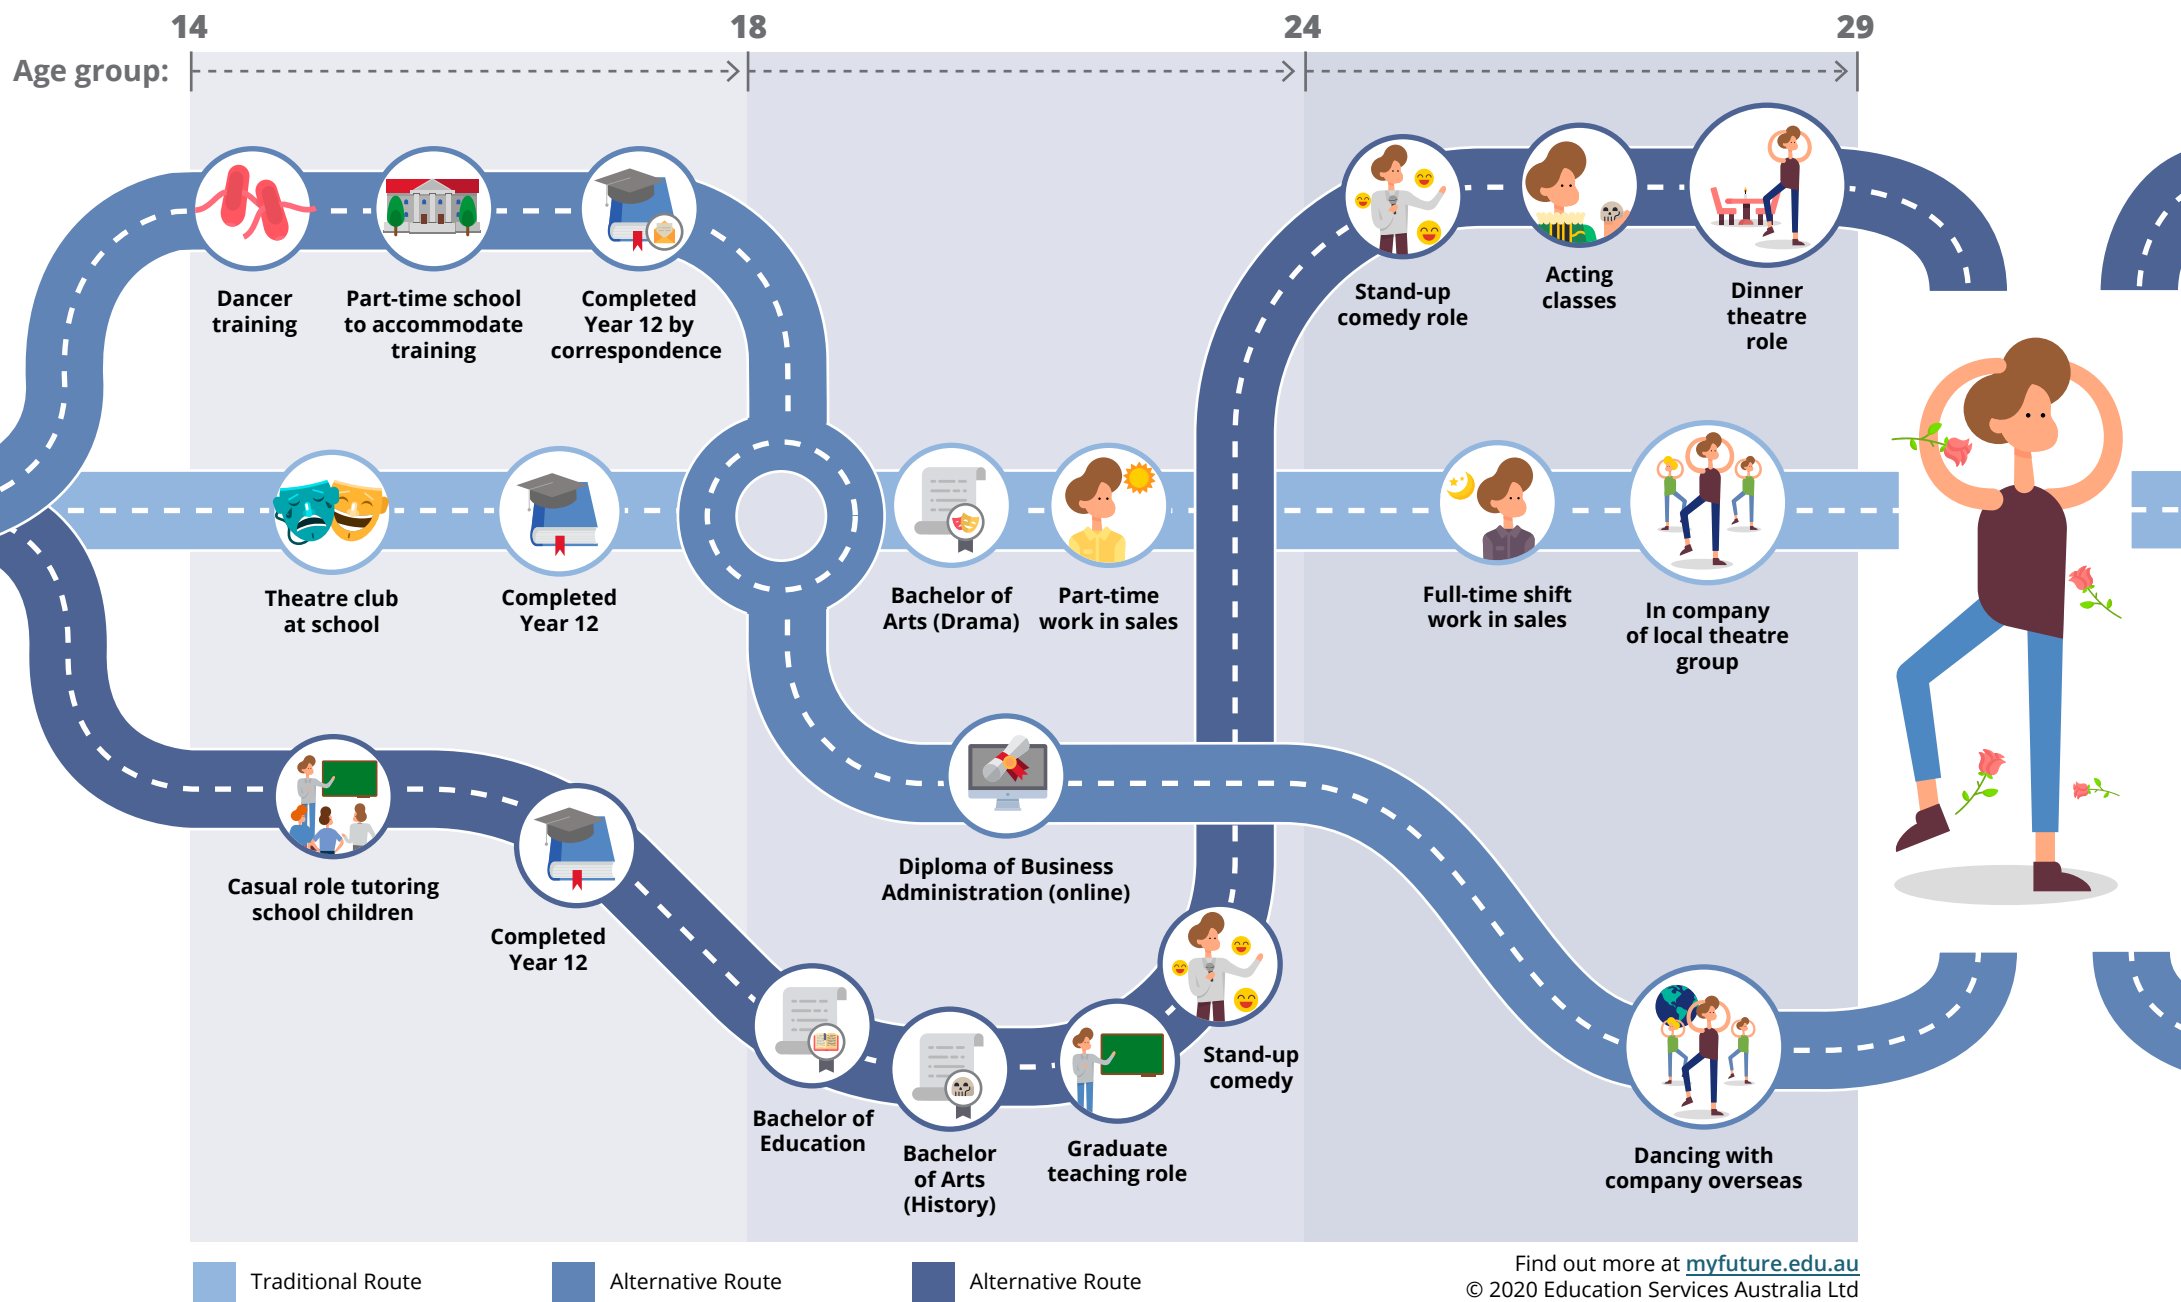 14
18
24
29
Age group:
Dancer
training
Part-time school
to accommodate
training
Completed
Year 12 by
correspondence
Stand-up
comedy role
Acting
classes
Dinner
theatre
role
Theatre club
at school
Completed
Year 12
Bachelor of
Arts (Drama)
Part-time
work in sales
Full-time shift
work in sales
In company
of local theatre
group
Casual role tutoring
school children
Completed
Year 12
Diploma of Business
Administration (online)
Bachelor of
Education
Bachelor
of Arts
(History)
Graduate
teaching role
Stand-up
comedy
Dancing with
company overseas
Traditional Route
Alternative Route
Alternative Route
Find out more at myfuture.edu.au
© 2020 Education Services Australia Ltd